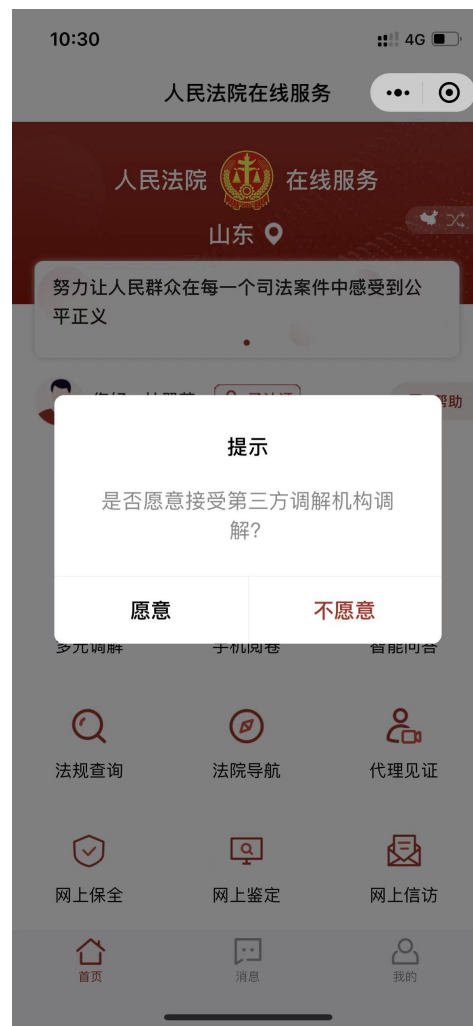 10:30
4G
人民法院在线服务
人民法院 在线服务
山东
努力让人民群众在每一个司法案件中感受到公
平正义
帮助
提示
是否愿意接受第三方调解机构调
解?
愿意 不愿意
多元调解 手机阅卷 智能问答
法规查询 法院导航 代理见证
网上保全 网上鉴定 网上信访
首页 消息 我的